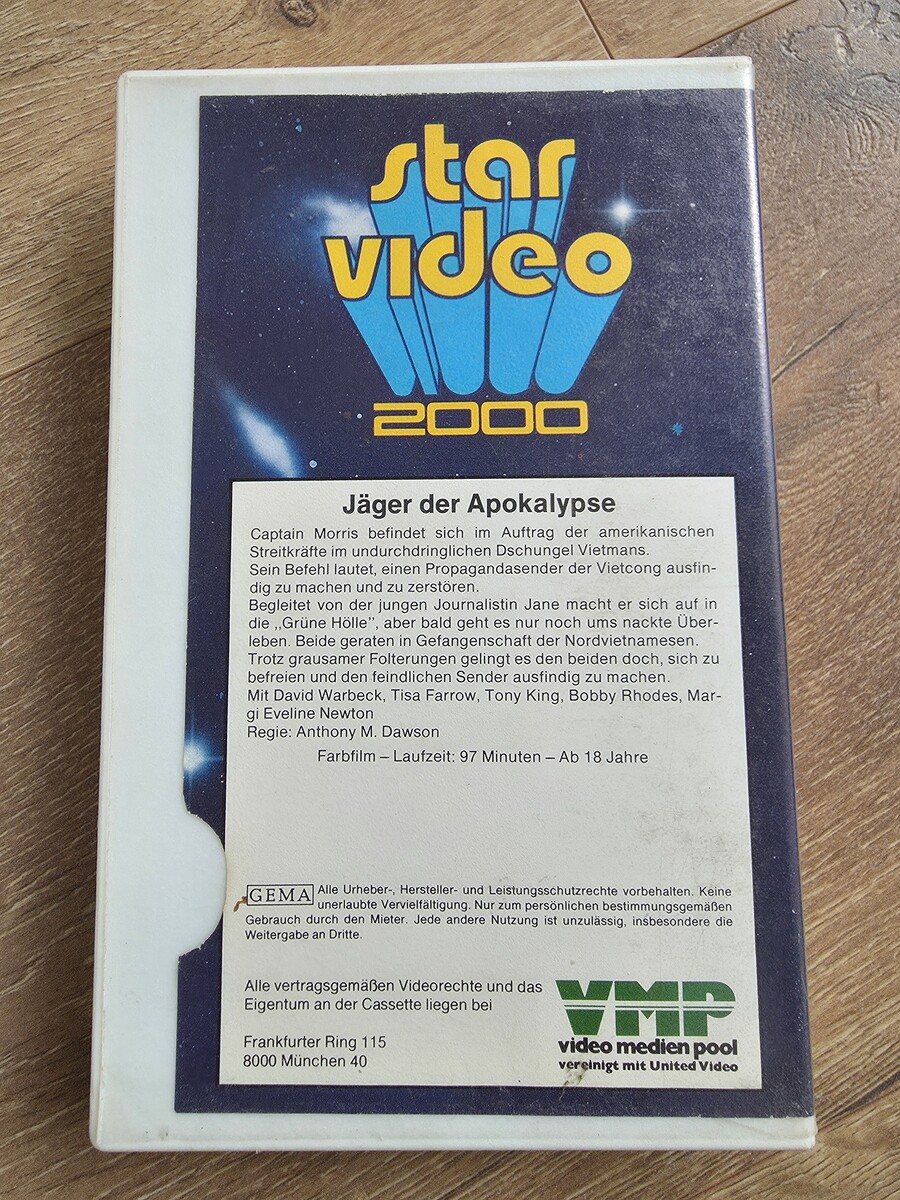 star
video
2000
Jäger der Apokalypse
Captain Morris befindet sich im Auftrag der amerikanischen
Streitkräfte im undurchdringlichen Dschungel Vietmans.
Sein Befehl lautet, einen Propagandasender der Vietcong ausfin-
dig zu machen und zu zerstören.
Begleitet von der jungen Journalistin Jane macht er sich auf in
die „Grüne Hölle”, aber bald geht es nur noch ums nackte Über-
leben. Beide geraten in Gefangenschaft der Nordvietnamesen.
Trotz grausamer Folterungen gelingt es den beiden doch, sich zu
befreien und den feindlichen Sender ausfindig zu machen.
Mit David Warbeck, Tisa Farrow, Tony King, Bobby Rhodes, Mar-
gi Eveline Newton
Regie: Anthony M. Dawson
Farbfilm – Laufzeit: 97 Minuten – Ab 18 Jahre
GEMA Alle Urheber-, Hersteller- und Leistungsschutzrechte vorbehalten. Keine
unerlaubte Vervielfältigung. Nur zum persönlichen bestimmungsgemäßen
Gebrauch durch den Mieter. Jede andere Nutzung ist unzulässig, insbesondere die
Weitergabe an Dritte.
Alle vertragsgemäßen Videorechte und das
Eigentum an der Cassette liegen bei
Frankfurter Ring 115
8000 München 40
VMP
video medien pool
vereinigt mit United Video